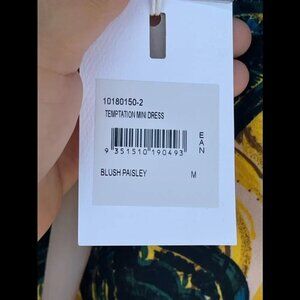 10180150-2
TEMPTATION MINI DRESS
EAN
9 351510 190493
BLUSH PAISLEY M